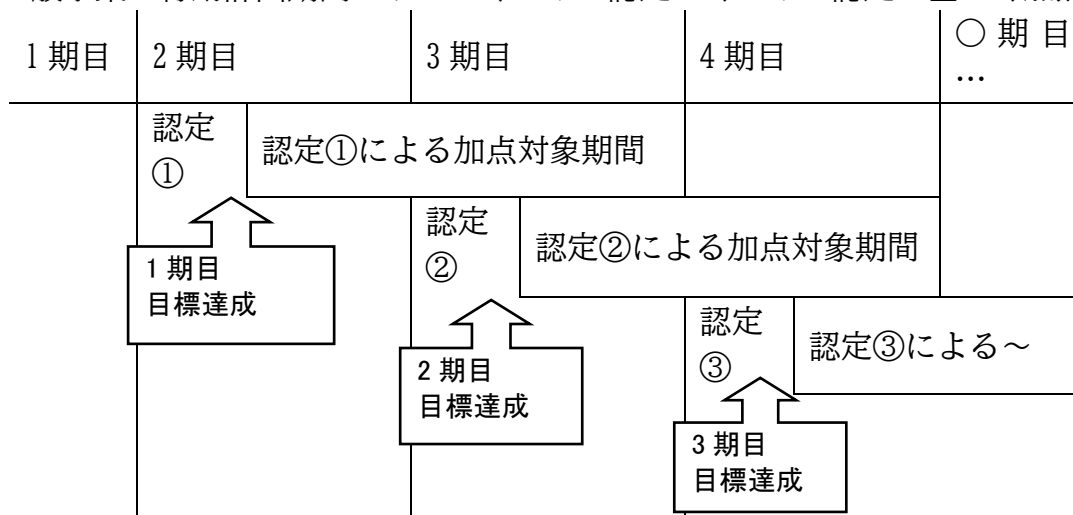 1期目
2期目
3期目
4期目
○期目
…
認定
①
認定①による加点対象期間
1期目
目標達成
認定
②
認定②による加点対象期間
2期目
目標達成
認定
③
認定③による～
3期目
目標達成